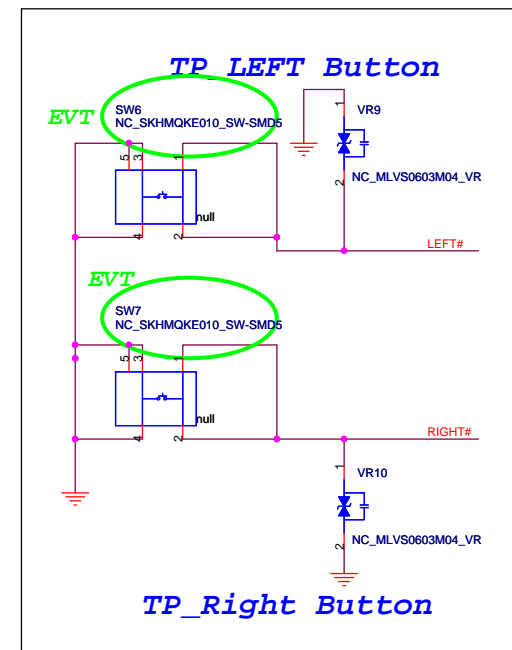 TP_LEFT Button
EVT
SW6
NC_SKHMQKE010_SW-SMD5
1
VR9
5
3
1
2
NC_MLVS0603M04_VR
null
4
2
LEFT#
EVT
SW7
NC_SKHMQKE010_SW-SMD5
5
3
1
null
4
2
RIGHT#
1
VR10
2
NC_MLVS0603M04_VR
TP_Right Button